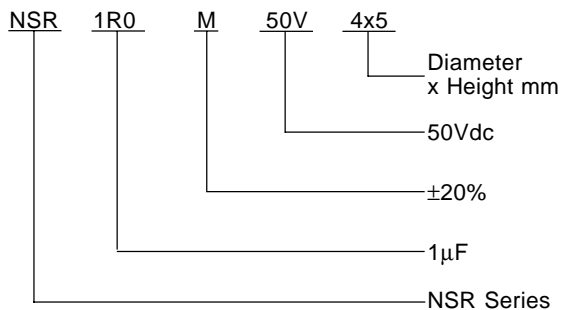 NSR 1R0 M 50V 4x5
Diameter
x Height mm
50Vdc
±20%
1µF
NSR Series